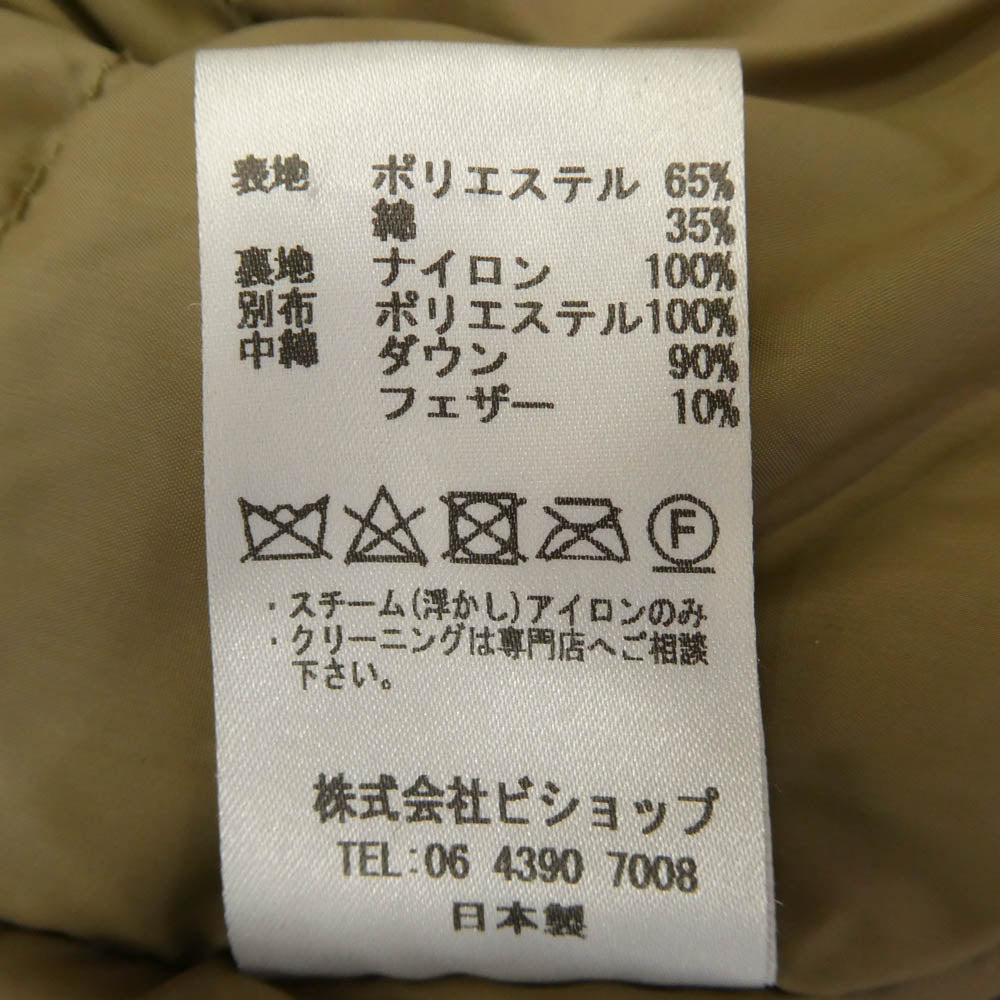 表地 ポリエステル 65%
綿 35%
裏地 ナイロン 100%
別布 ポリエステル100%
中綿 ダウン 90%
フェザー 10%
F
・スチーム(浮かし)アイロンのみ
・クリーニングは専門店へご相談
下さい。
株式会社ビショップ
TEL:06 4390 7008
日本製